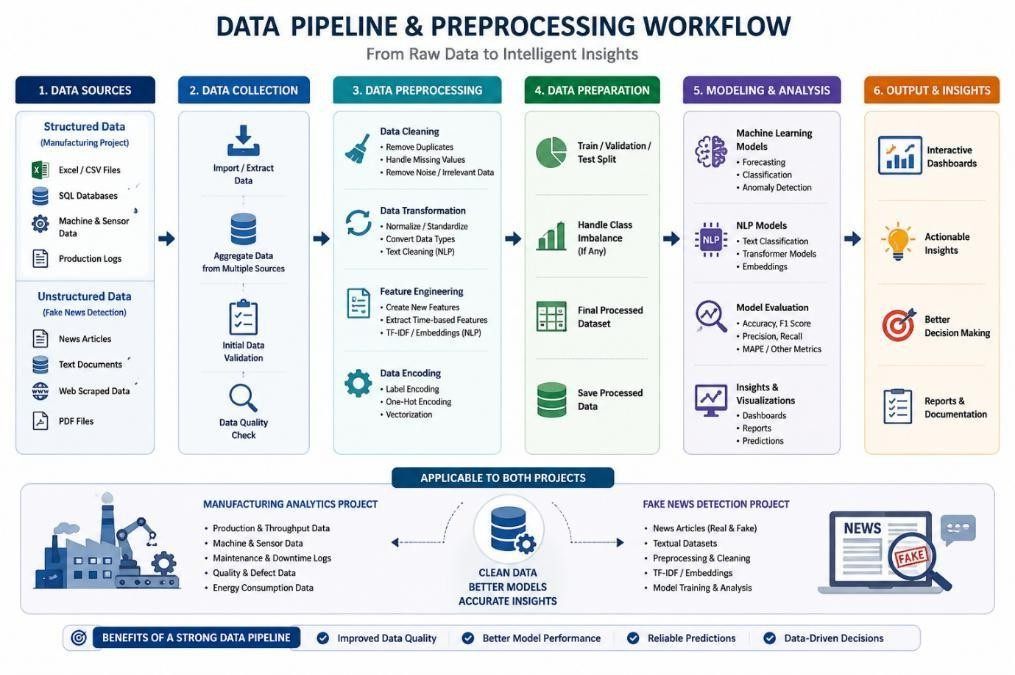 DATA PIPELINE & PREPROCESSING WORKFLOW
From Raw Data to Intelligent Insights
1. DATA SOURCES
Structured Data
(Manufacturing Project)
Excel / CSV Files
SQL Databases
Machine & Sensor
Data
Production Logs
Unstructured Data
(Fake News Detection)
News Articles
Text Documents
WWW
Web Scraped Data
PDF Files
2. DATA COLLECTION
Import / Extract
Data
Aggregate Data
from Multiple Sources
Initial Data
Validation
Data Quality
Check
3. DATA PREPROCESSING
Data Cleaning
• Remove Duplicates
• Handle Missing Values
• Remove Noise / Irrelevant Data
Data Transformation
• Normalize / Standardize
• Convert Data Types
• Text Cleaning (NLP)
Feature Engineering
• Create New Features
• Extract Time-based Features
• TF-IDF / Embeddings (NLP)
Data Encoding
• Label Encoding
• One-Hot Encoding
• Vectorization
4. DATA PREPARATION
Train / Validation /
Test Split
Handle Class
Imbalance
(If Any)
Final Processed
Dataset
Save Processed
Data
5. MODELING & ANALYSIS
Machine Learning
Models
• Forecasting
• Classification
• Anomaly Detection
NLP
NLP Models
• Text Classification
• Transformer Models
• Embeddings
Model Evaluation
• Accuracy, F1 Score
• Precision, Recall
• MAPE / Other Metrics
Insights &
Visualizations
• Dashboards
• Reports
• Predictions
6. OUTPUT & INSIGHTS
Interactive
Dashboards
Actionable
Insights
Better
Decision Making
Reports &
Documentation
APPLICABLE TO BOTH PROJECTS
MANUFACTURING ANALYTICS PROJECT
• Production & Throughput Data
• Machine & Sensor Data
• Maintenance & Downtime Logs
• Quality & Defect Data
• Energy Consumption Data
CLEAN DATA
BETTER MODELS
ACCURATE INSIGHTS
FAKE NEWS DETECTION PROJECT
• News Articles (Real & Fake)
• Textual Datasets
• Preprocessing & Cleaning
• TF-IDF / Embeddings
• Model Training & Analysis
NEWS
FAKE
BENEFITS OF A STRONG DATA PIPELINE
Improved Data Quality
Better Model Performance
Reliable Predictions
Data-Driven Decisions